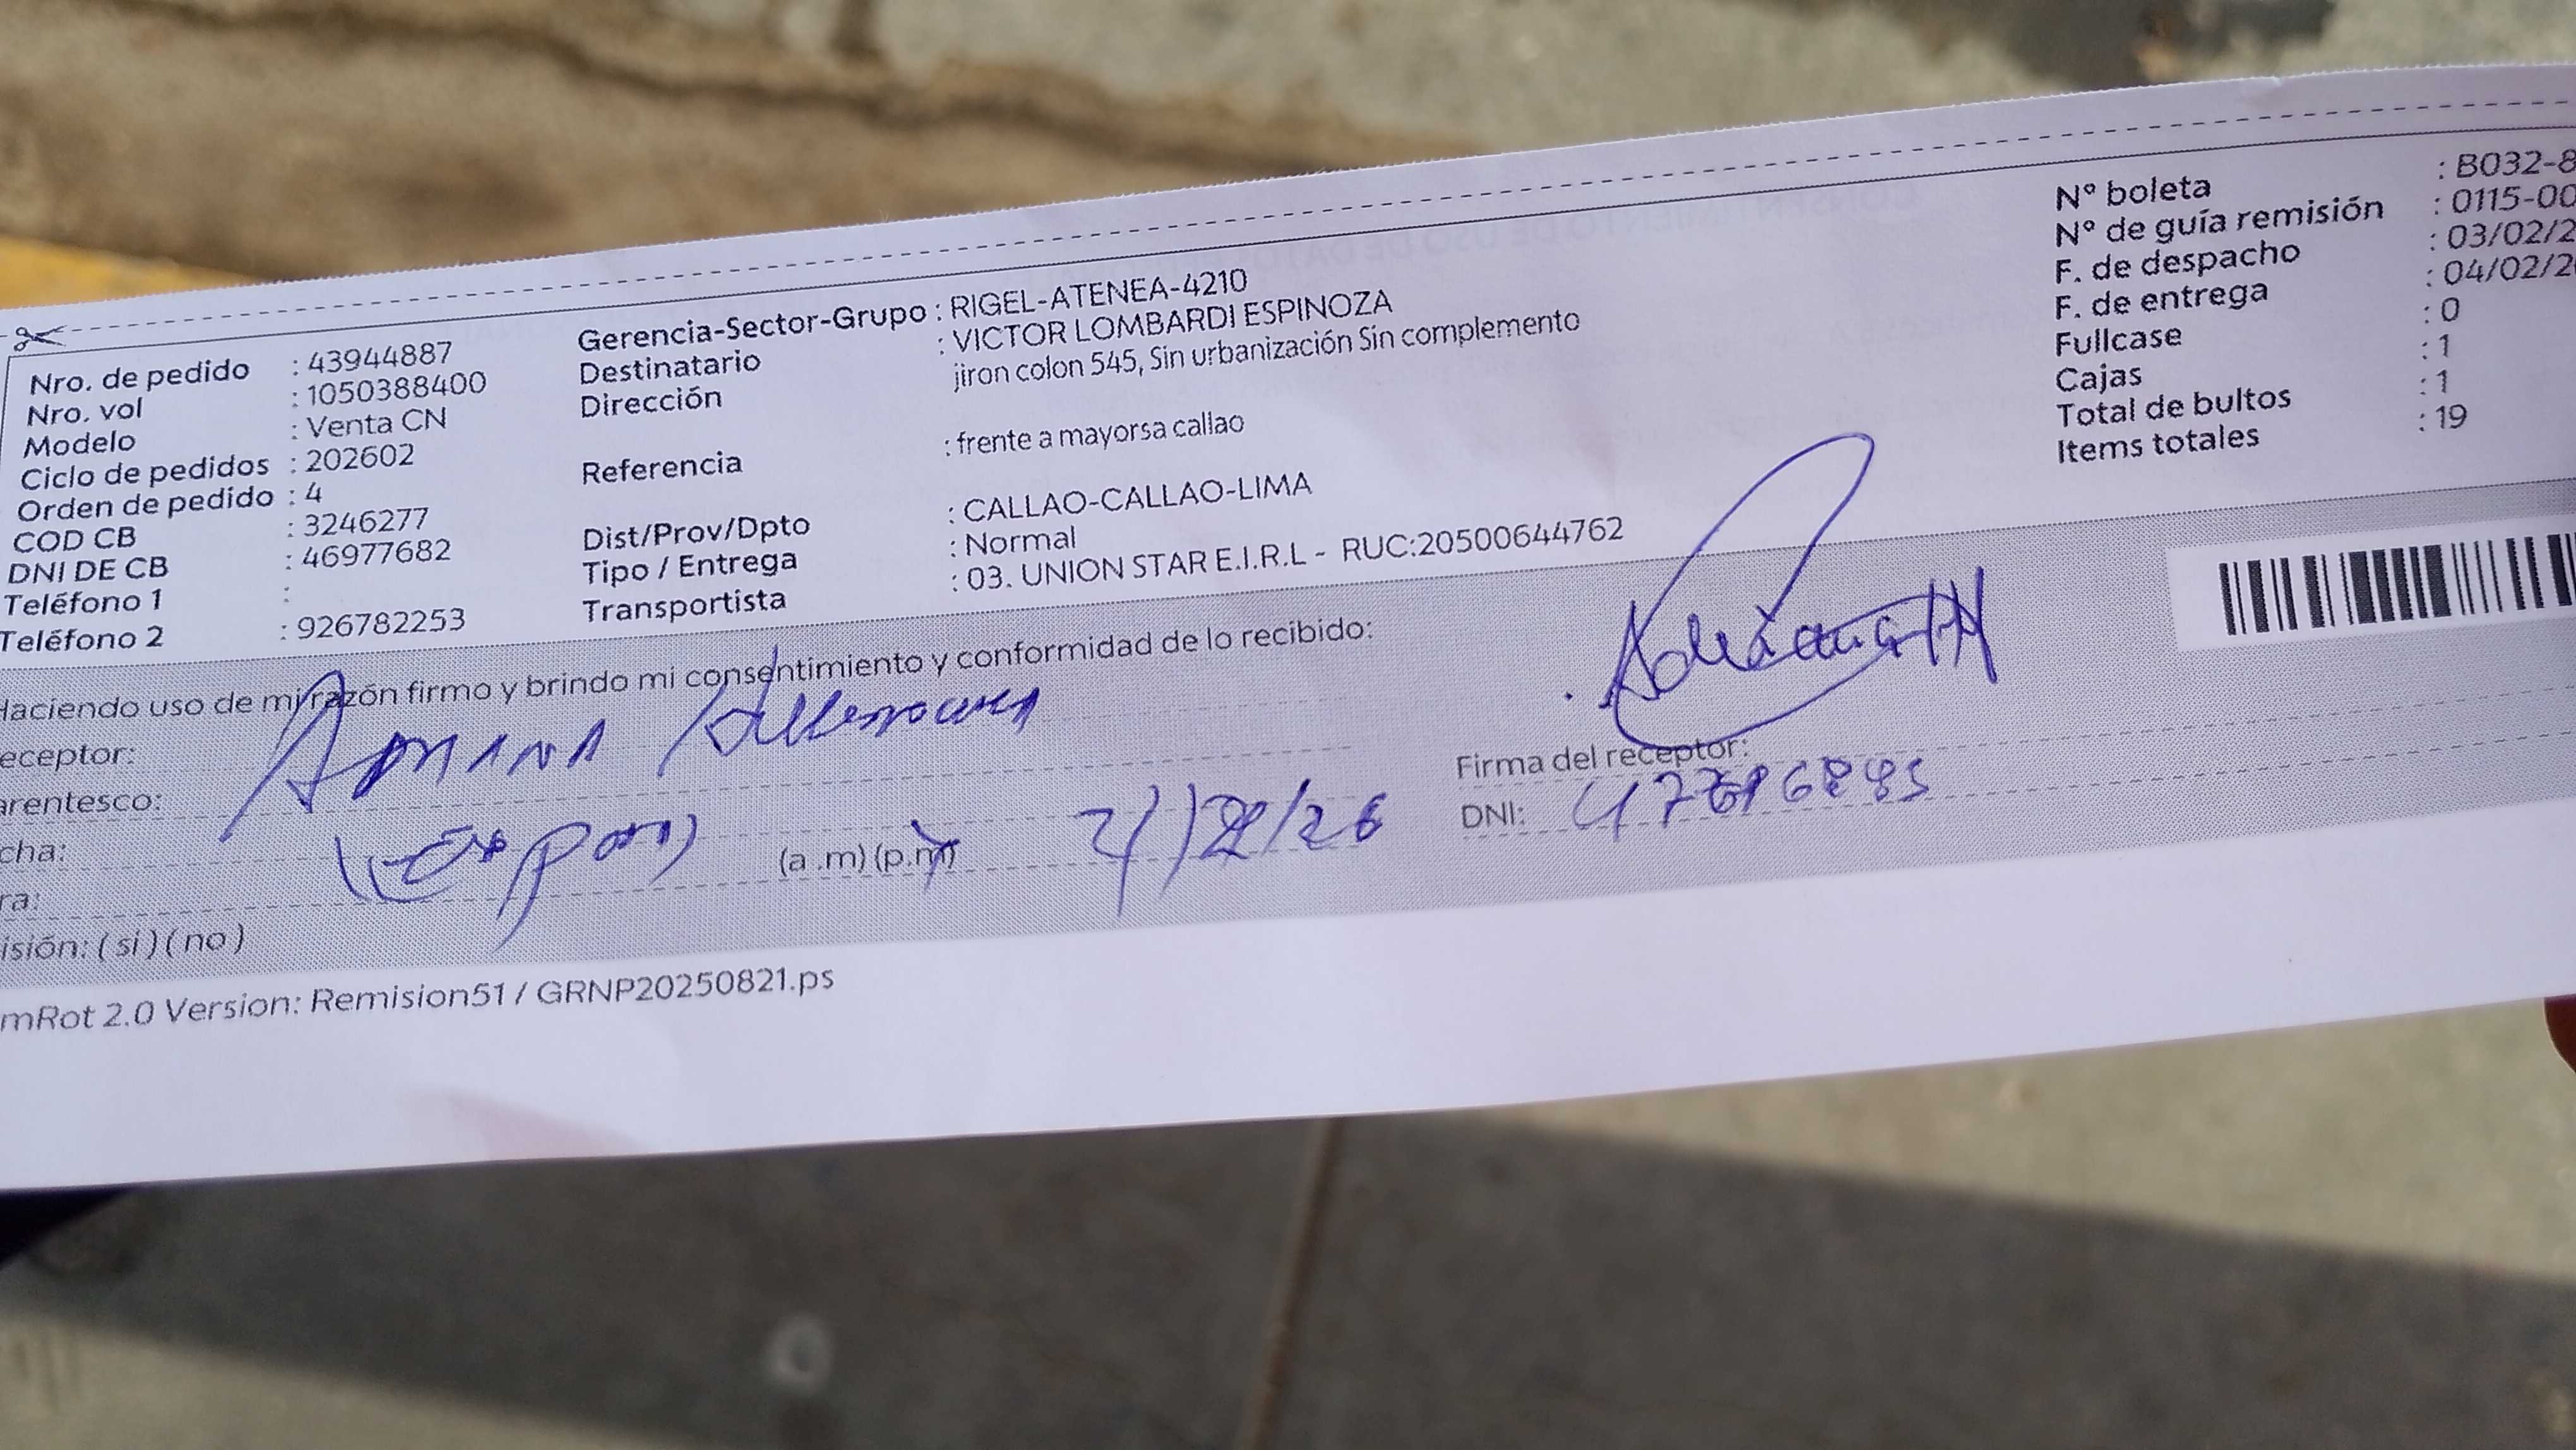 Nro. de pedido : 43944887
Nro. vol : 1050388400
Modelo : Venta CN
Ciclo de pedidos : 202602
Orden de pedido : 4
COD CB : 3246277
DNI DE CB : 46977682
Teléfono 1 :
Teléfono 2 : 926782253
Gerencia-Sector-Grupo : RIGEL-ATENEA-4210
Destinatario : VICTOR LOMBARDI ESPINOZA
Dirección jiron colon 545, Sin urbanización Sin complemento
Referencia : frente a mayorsa callao
Dist/Prov/Dpto : CALLAO-CALLAO-LIMA
Tipo / Entrega : Normal
Transportista : 03. UNION STAR E.I.R.L - RUC:20500644762
N° boleta : B032-8
N° de guía remisión : 0115-00
F. de despacho : 03/02/2
F. de entrega : 04/02/2
Fullcase : 0
Cajas : 1
Total de bultos : 1
Items totales : 19
Haciendo uso de mi razón firmo y brindo mi consentimiento y conformidad de lo recibido:
eceptor:
arentesco:
cha:
(a .m) (p.m)
ra:
isión: ( si ) ( no )
Firma del receptor:
DNI:
mRot 2.0 Version: Remision51 / GRNP20250821.ps